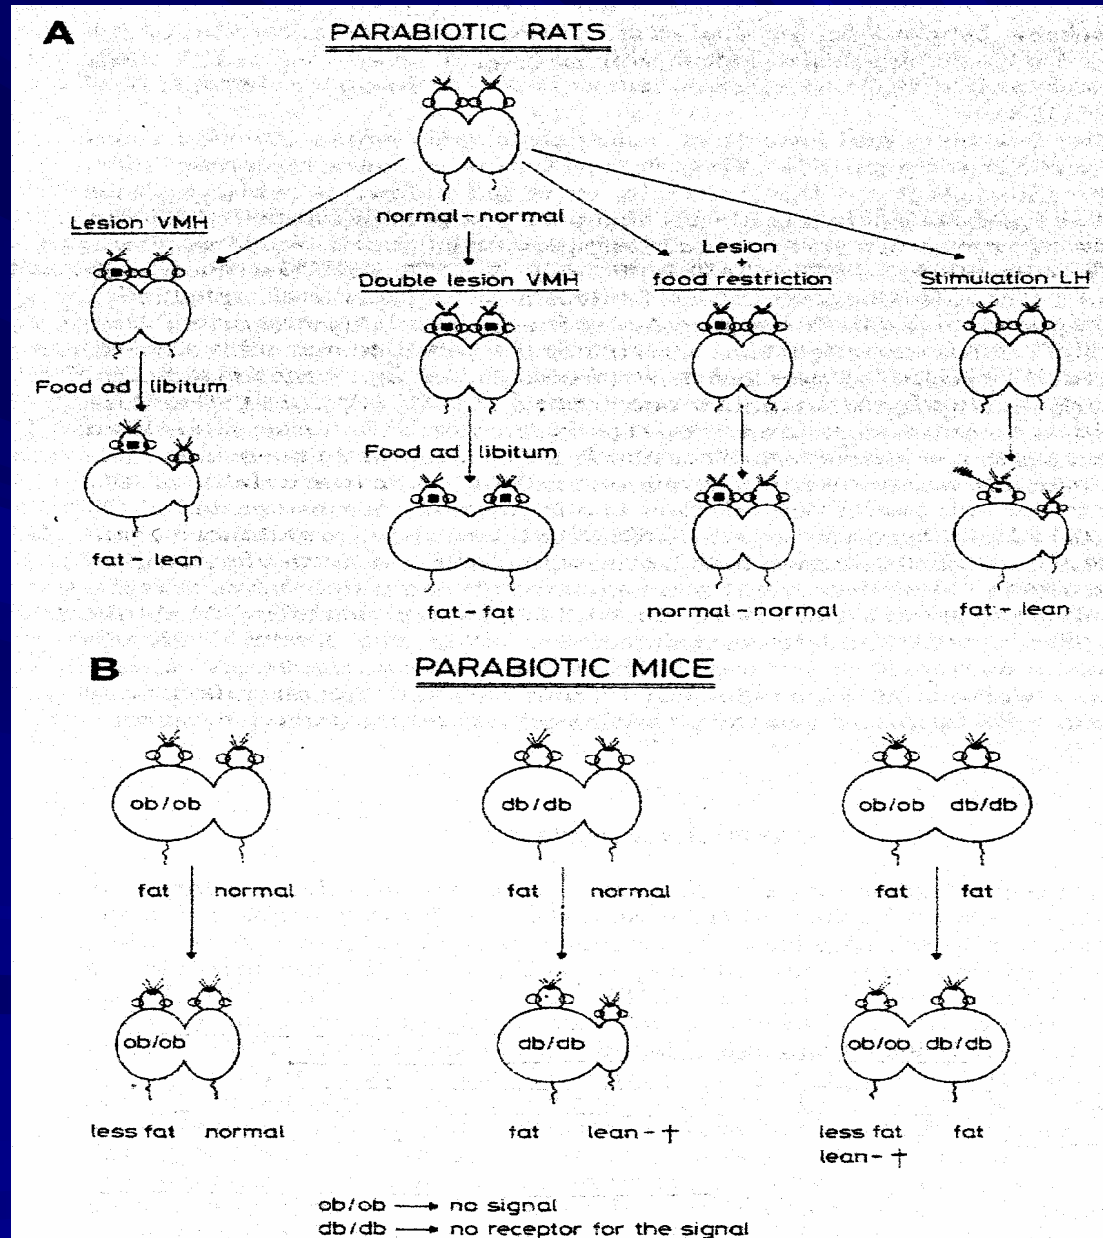 A
PARABIOTIC RATS
normal-normal
Lesion VMH
Double lesion VMH
Lesion
+
food restriction
Stimulation LH
Food ad libitum
Food ad libitum
fat-lean
fat-fat
normal-normal
fat-lean
B
PARABIOTIC MICE
ob/ob
db/db
ob/ob db/db
fat normal
fat normal
fat fat
ob/ob
db/db
ob/ob db/db
less fat normal
fat lean-†
less fat fat
lean-†
ob/ob → no signal
db/db → no receptor for the signal